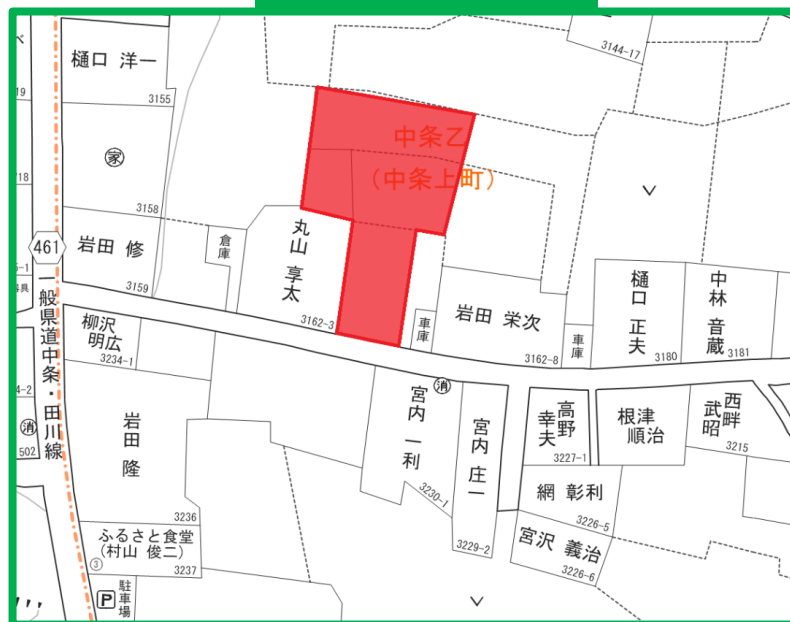 3144-17
樋口 洋一
3155
家
3158
中条乙
(中条上町)
461
岩田 修
3159
倉庫
丸山 享太
3162-3
車庫
岩田 栄次
3162-8
車庫
樋口 正夫
3180
中林 音蔵
3181
一般県道中条・田川線
柳沢
明広
3234-1
岩田 隆
3236
消
502
消
宮内 一利
3230-1
宮内 庄一
3229-2
高野
幸夫
3227-1
根津
順治
西畔
武昭
3215
網 彰利
3226-5
宮沢 義治
3226-6
ふるさと食堂
(村山 俊二)
3237
3
P
駐車場